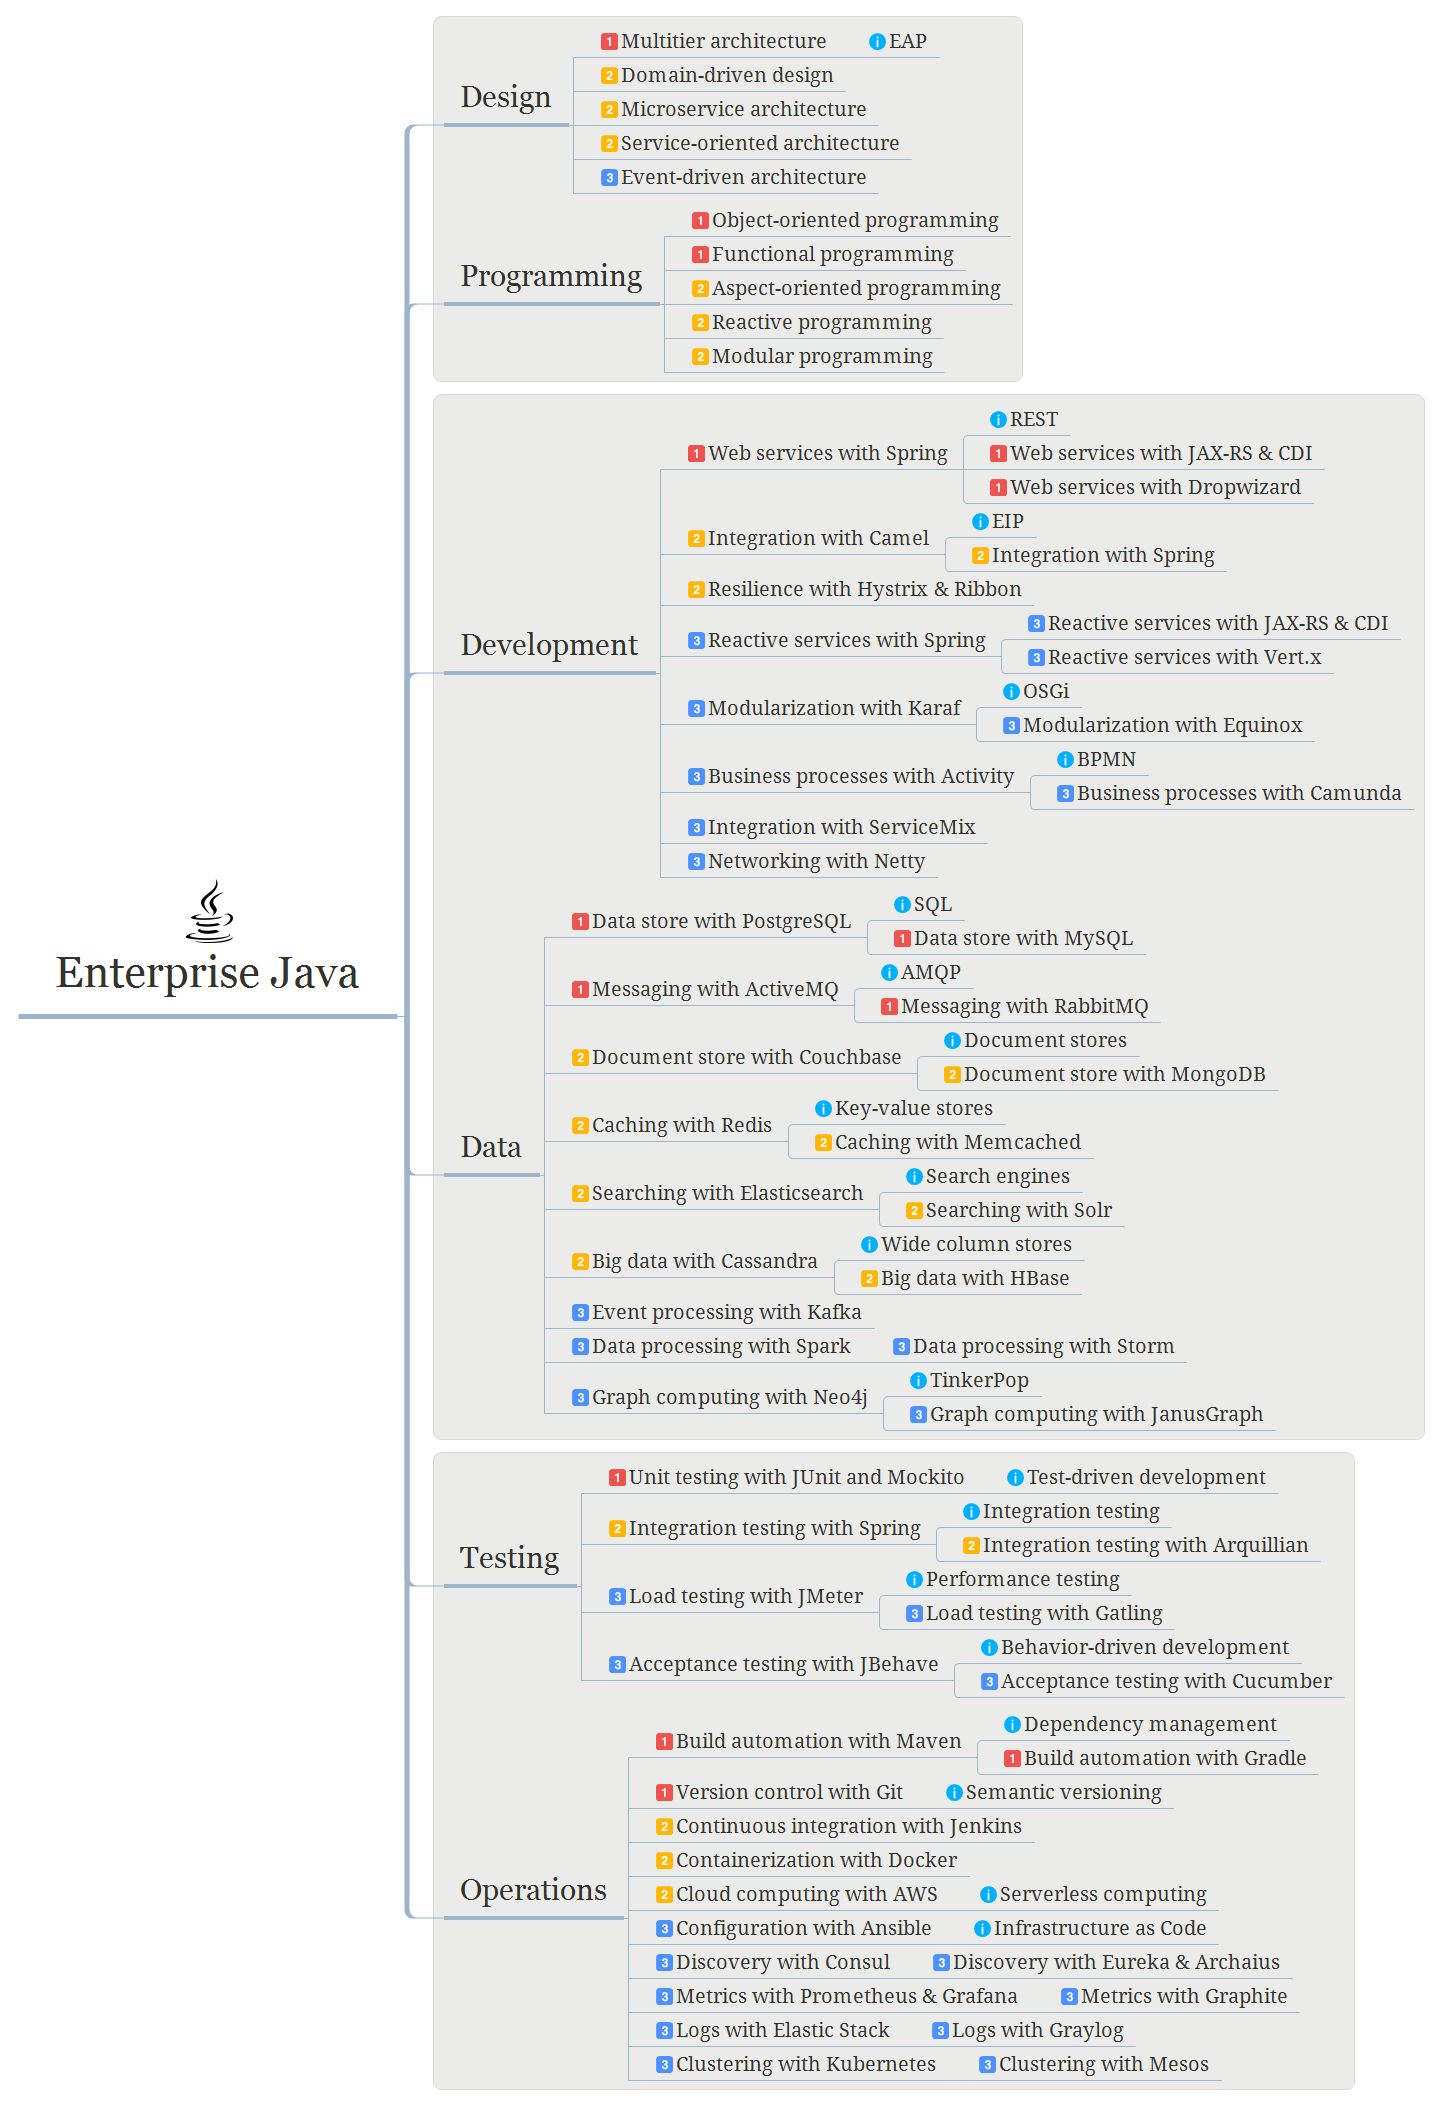 1 Multitier architecture i EAP
Design
2 Domain-driven design
2 Microservice architecture
2 Service-oriented architecture
3 Event-driven architecture
1 Object-oriented programming
1 Functional programming
Programming
2 Aspect-oriented programming
2 Reactive programming
2 Modular programming
i REST
1 Web services with Spring
1 Web services with JAX-RS & CDI
1 Web services with Dropwizard
i EIP
2 Integration with Camel
2 Integration with Spring
2 Resilience with Hystrix & Ribbon
Development
3 Reactive services with Spring
3 Reactive services with JAX-RS & CDI
3 Reactive services with Vert.x
i OSGi
3 Modularization with Karaf
3 Modularization with Equinox
i BPMN
3 Business processes with Activity
3 Business processes with Camunda
3 Integration with ServiceMix
3 Networking with Netty
Enterprise Java
i SQL
1 Data store with PostgreSQL
1 Data store with MySQL
i AMQP
1 Messaging with ActiveMQ
1 Messaging with RabbitMQ
i Document stores
2 Document store with Couchbase
2 Document store with MongoDB
i Key-value stores
2 Caching with Redis
2 Caching with Memcached
Data
i Search engines
2 Searching with Elasticsearch
2 Searching with Solr
i Wide column stores
2 Big data with Cassandra
2 Big data with HBase
3 Event processing with Kafka
3 Data processing with Spark 3 Data processing with Storm
i TinkerPop
3 Graph computing with Neo4j
3 Graph computing with JanusGraph
1 Unit testing with JUnit and Mockito i Test-driven development
i Integration testing
2 Integration testing with Spring
2 Integration testing with Arquillian
Testing
i Performance testing
3 Load testing with JMeter
3 Load testing with Gatling
i Behavior-driven development
3 Acceptance testing with JBehave
3 Acceptance testing with Cucumber
i Dependency management
1 Build automation with Maven
1 Build automation with Gradle
1 Version control with Git i Semantic versioning
2 Continuous integration with Jenkins
2 Containerization with Docker
Operations
2 Cloud computing with AWS i Serverless computing
3 Configuration with Ansible i Infrastructure as Code
3 Discovery with Consul 3 Discovery with Eureka & Archaius
3 Metrics with Prometheus & Grafana 3 Metrics with Graphite
3 Logs with Elastic Stack 3 Logs with Graylog
3 Clustering with Kubernetes 3 Clustering with Mesos